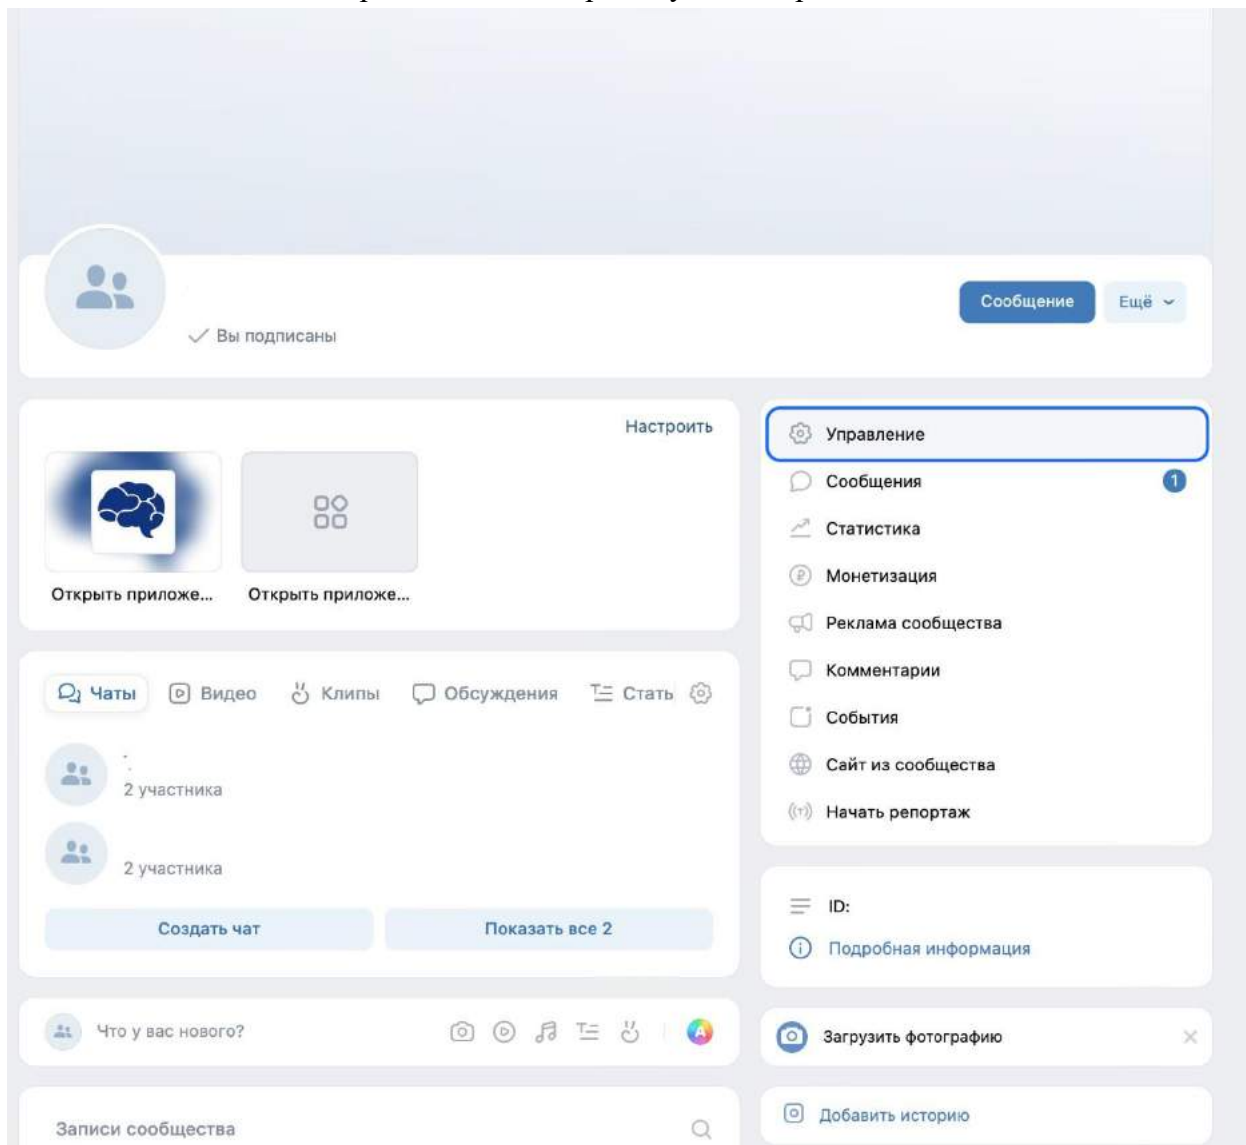 Сообщение
Ещё
Вы подписаны
Настроить
Открыть приложе...
Открыть приложе...
Чаты
Видео
Клипы
Обсуждения
Стать
2 участника
2 участника
Создать чат
Показать все 2
Что у вас нового?
Записи сообщества
Управление
Сообщения 1
Статистика
Монетизация
Реклама сообщества
Комментарии
События
Сайт из сообщества
Начать репортаж
ID:
Подробная информация
Загрузить фотографию
Добавить историю